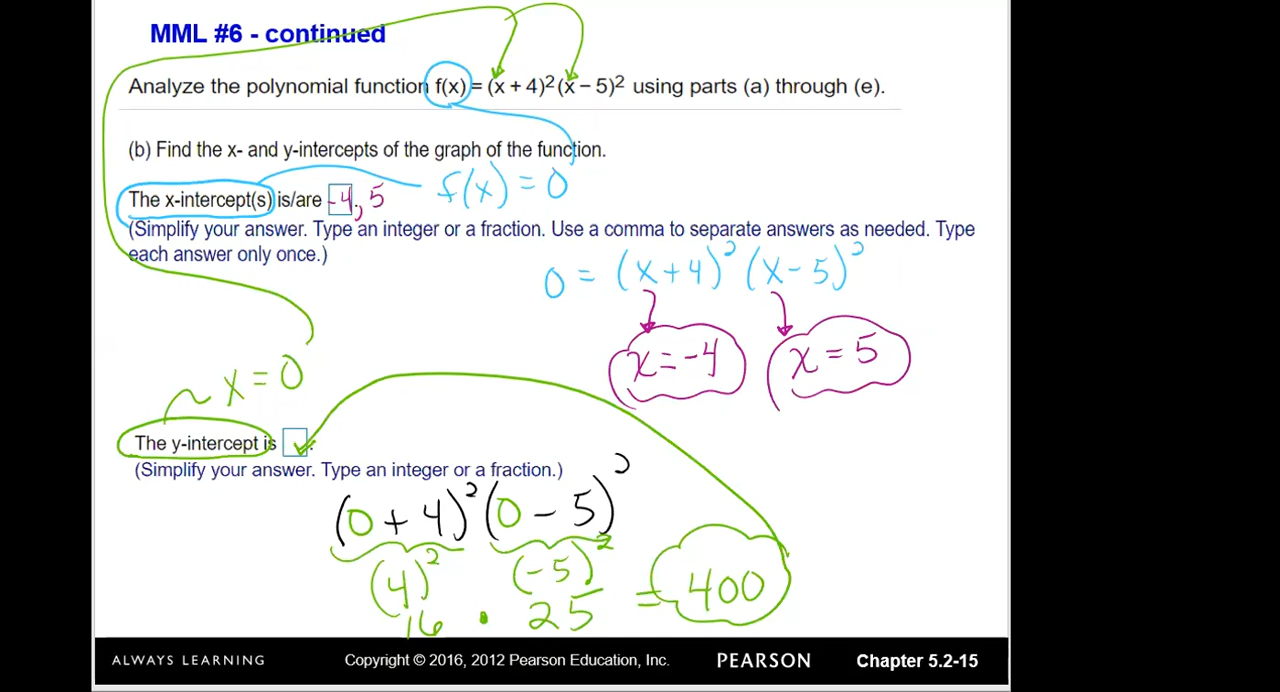 MML #6 - continued
Analyze the polynomial function f(x) = (x + 4)² (x − 5)² using parts (a) through (e).
(b) Find the x- and y-intercepts of the graph of the function.
f(x) = 0
The x-intercept(s) is/are -4, 5
(Simplify your answer. Type an integer or a fraction. Use a comma to separate answers as needed. Type
each answer only once.)
0 = (x + 4)² (x − 5)²
x = -4 x = 5
x = 0
The y-intercept is .
(Simplify your answer. Type an integer or a fraction.)
(0 + 4)² (0 − 5)²
(4)² (-5)²
16 · 25 = 400
ALWAYS LEARNING Copyright © 2016, 2012 Pearson Education, Inc. PEARSON Chapter 5.2-15